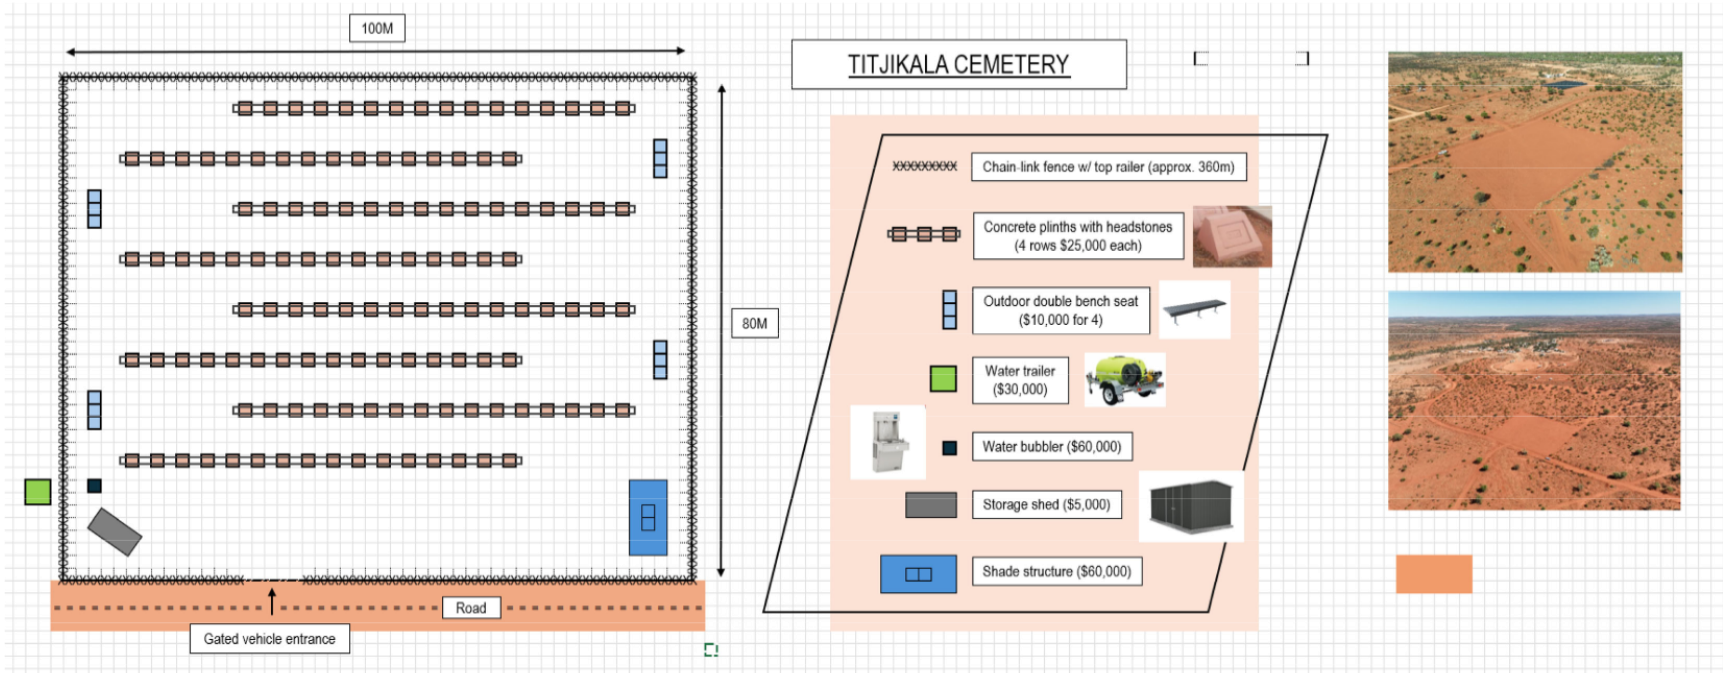 100M
TITJIKALA CEMETERY
XXXXXXXXX Chain-link fence w/ top railer (approx. 360m)
Concrete plinths with headstones
(4 rows $25,000 each)
Outdoor double bench seat
($10,000 for 4)
80M
Water trailer
($30,000)
Water bubbler ($60,000)
Storage shed ($5,000)
Shade structure ($60,000)
Road
Gated vehicle entrance